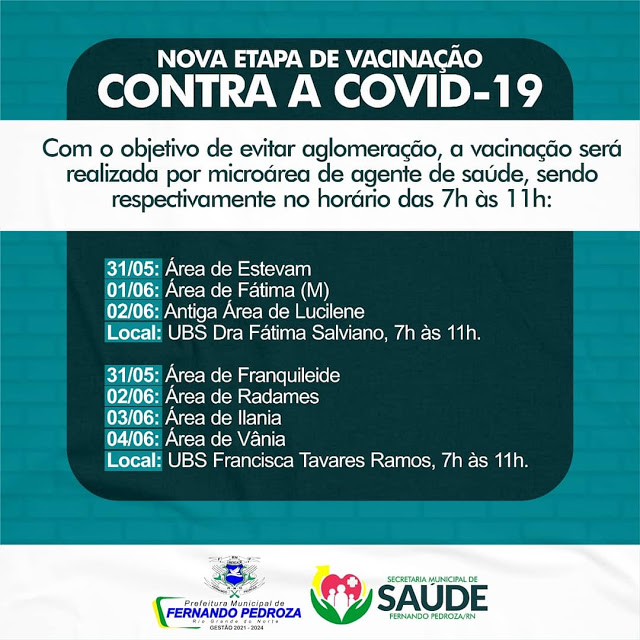 NOVA ETAPA DE VACINAÇÃO
CONTRA A COVID-19
Com o objetivo de evitar aglomeração, a vacinação será
realizada por microárea de agente de saúde, sendo
respectivamente no horário das 7h às 11h:
31/05: Área de Estevam
01/06: Área de Fátima (M)
02/06: Antiga Área de Lucilene
Local: UBS Dra Fátima Salviano, 7h às 11h.
31/05: Área de Franquileide
02/06: Área de Radames
03/06: Área de Ilania
04/06: Área de Vânia
Local: UBS Francisca Tavares Ramos, 7h às 11h.
Prefeitura Municipal de
FERNANDO PEDROZA
Rio Grande do Norte
GESTÃO 2021 - 2024
SECRETARIA MUNICIPAL DE
SAUDE
FERNANDO PEDROZA/RN